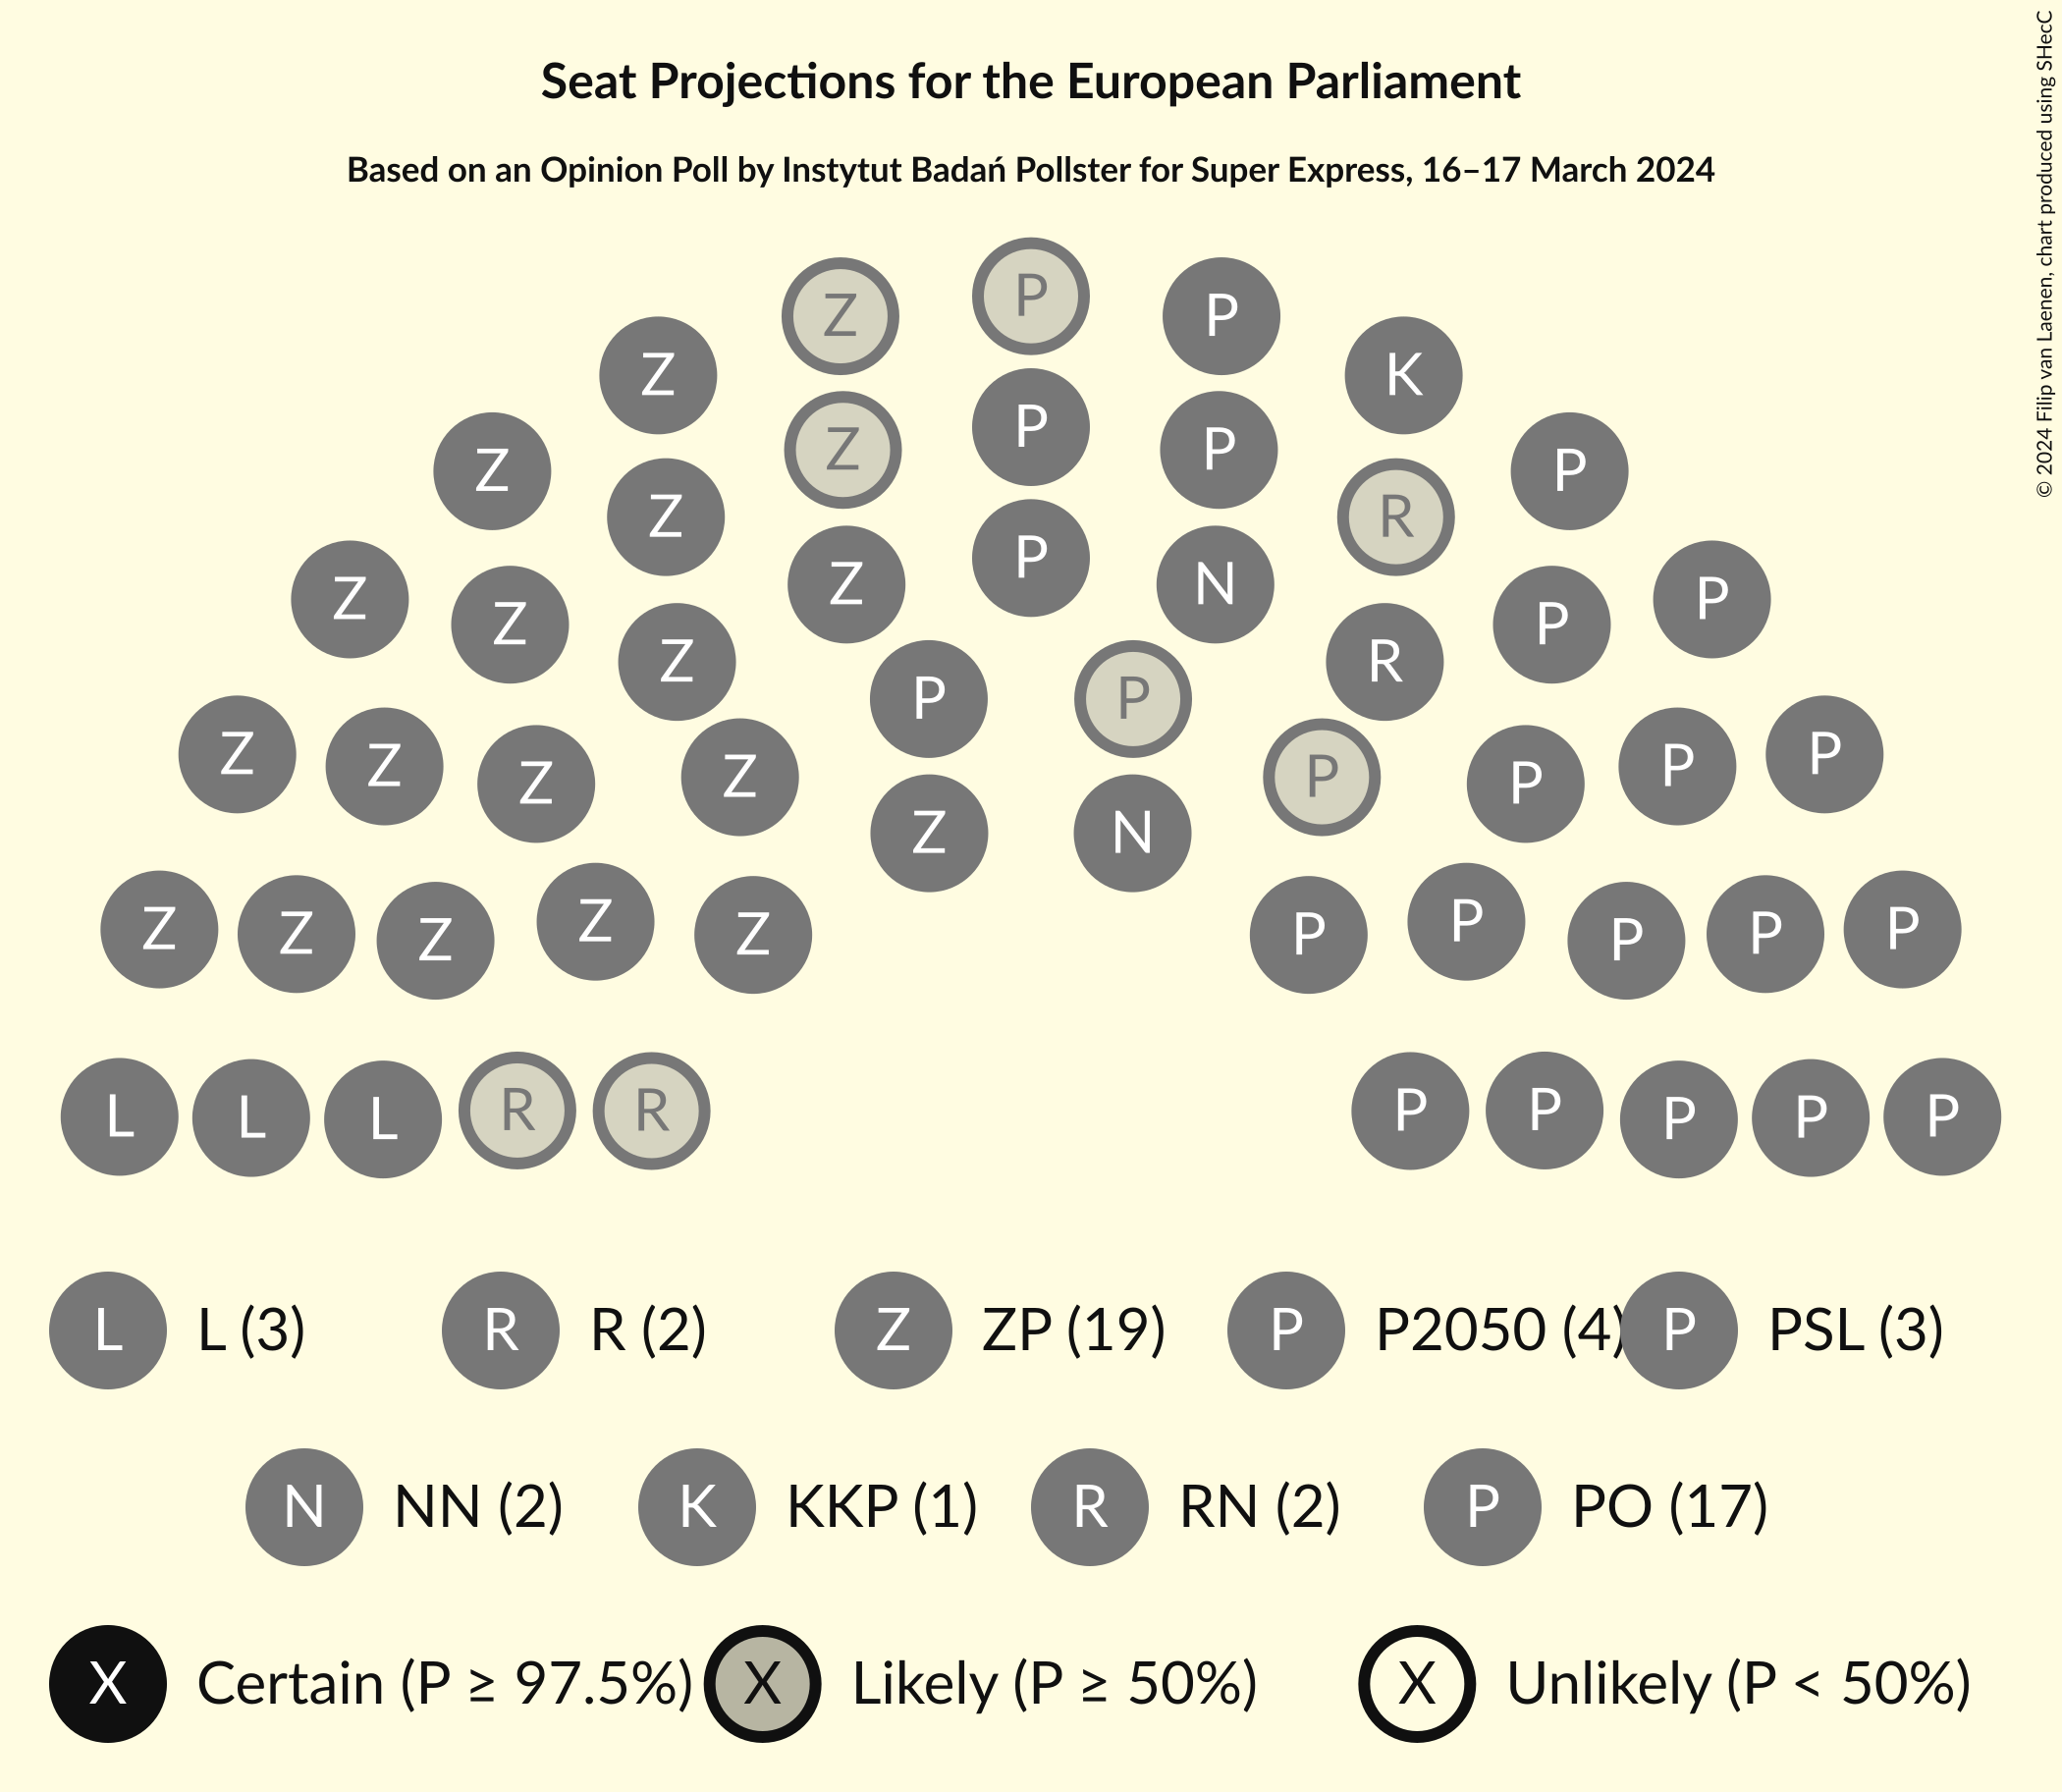 Seat Projections for the European Parliament
Based on an Opinion Poll by Instytut Badań Pollster for Super Express, 16–17 March 2024
© 2024 Filip van Laenen, chart produced using SHecC
P
Z P
Z K
P
Z P
Z P
Z R
P
Z N
Z P
Z P
Z R
P P
Z P
Z Z Z Z P P P P
Z N
Z Z Z Z Z P P P P P
L L L R R P P P P P
L L (3) R R (2) Z ZP (19) P P2050 (4) P PSL (3)
N NN (2) K KKP (1) R RN (2) P PO (17)
X Certain (P ≥ 97.5%) X Likely (P ≥ 50%) X Unlikely (P < 50%)